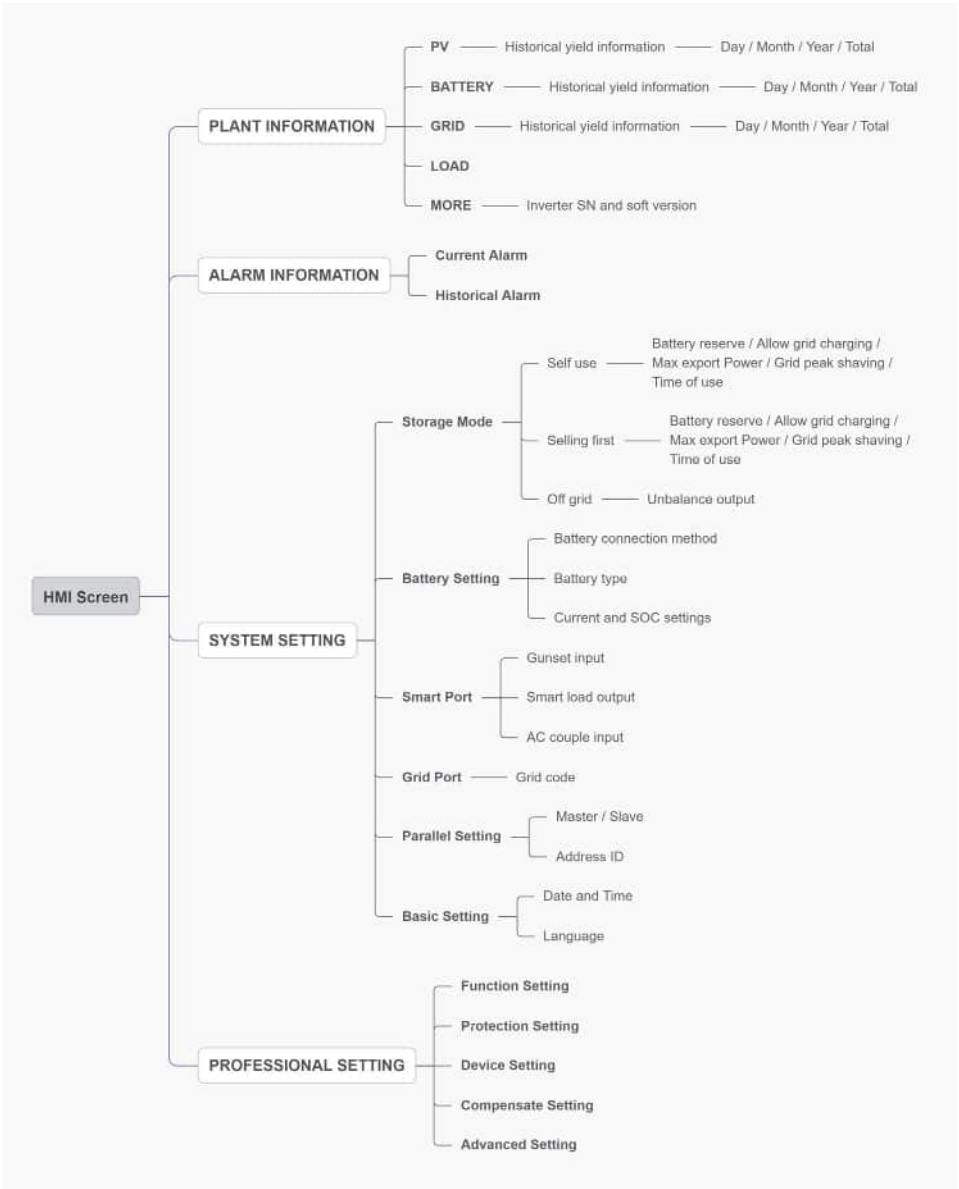 PV
Historical yield information
Day / Month / Year / Total
BATTERY
Historical yield information
Day / Month / Year / Total
PLANT INFORMATION
GRID
Historical yield information
Day / Month / Year / Total
LOAD
MORE
Inverter SN and soft version
ALARM INFORMATION
Current Alarm
Historical Alarm
HMI Screen
SYSTEM SETTING
Storage Mode
Self use
Battery reserve / Allow grid charging /
Max export Power / Grid peak shaving /
Time of use
Selling first
Battery reserve / Allow grid charging /
Max export Power / Grid peak shaving /
Time of use
Off grid
Unbalance output
Battery Setting
Battery connection method
Battery type
Current and SOC settings
Smart Port
Gunset input
Smart load output
AC couple input
Grid Port
Grid code
Parallel Setting
Master / Slave
Address ID
Basic Setting
Date and Time
Language
PROFESSIONAL SETTING
Function Setting
Protection Setting
Device Setting
Compensate Setting
Advanced Setting